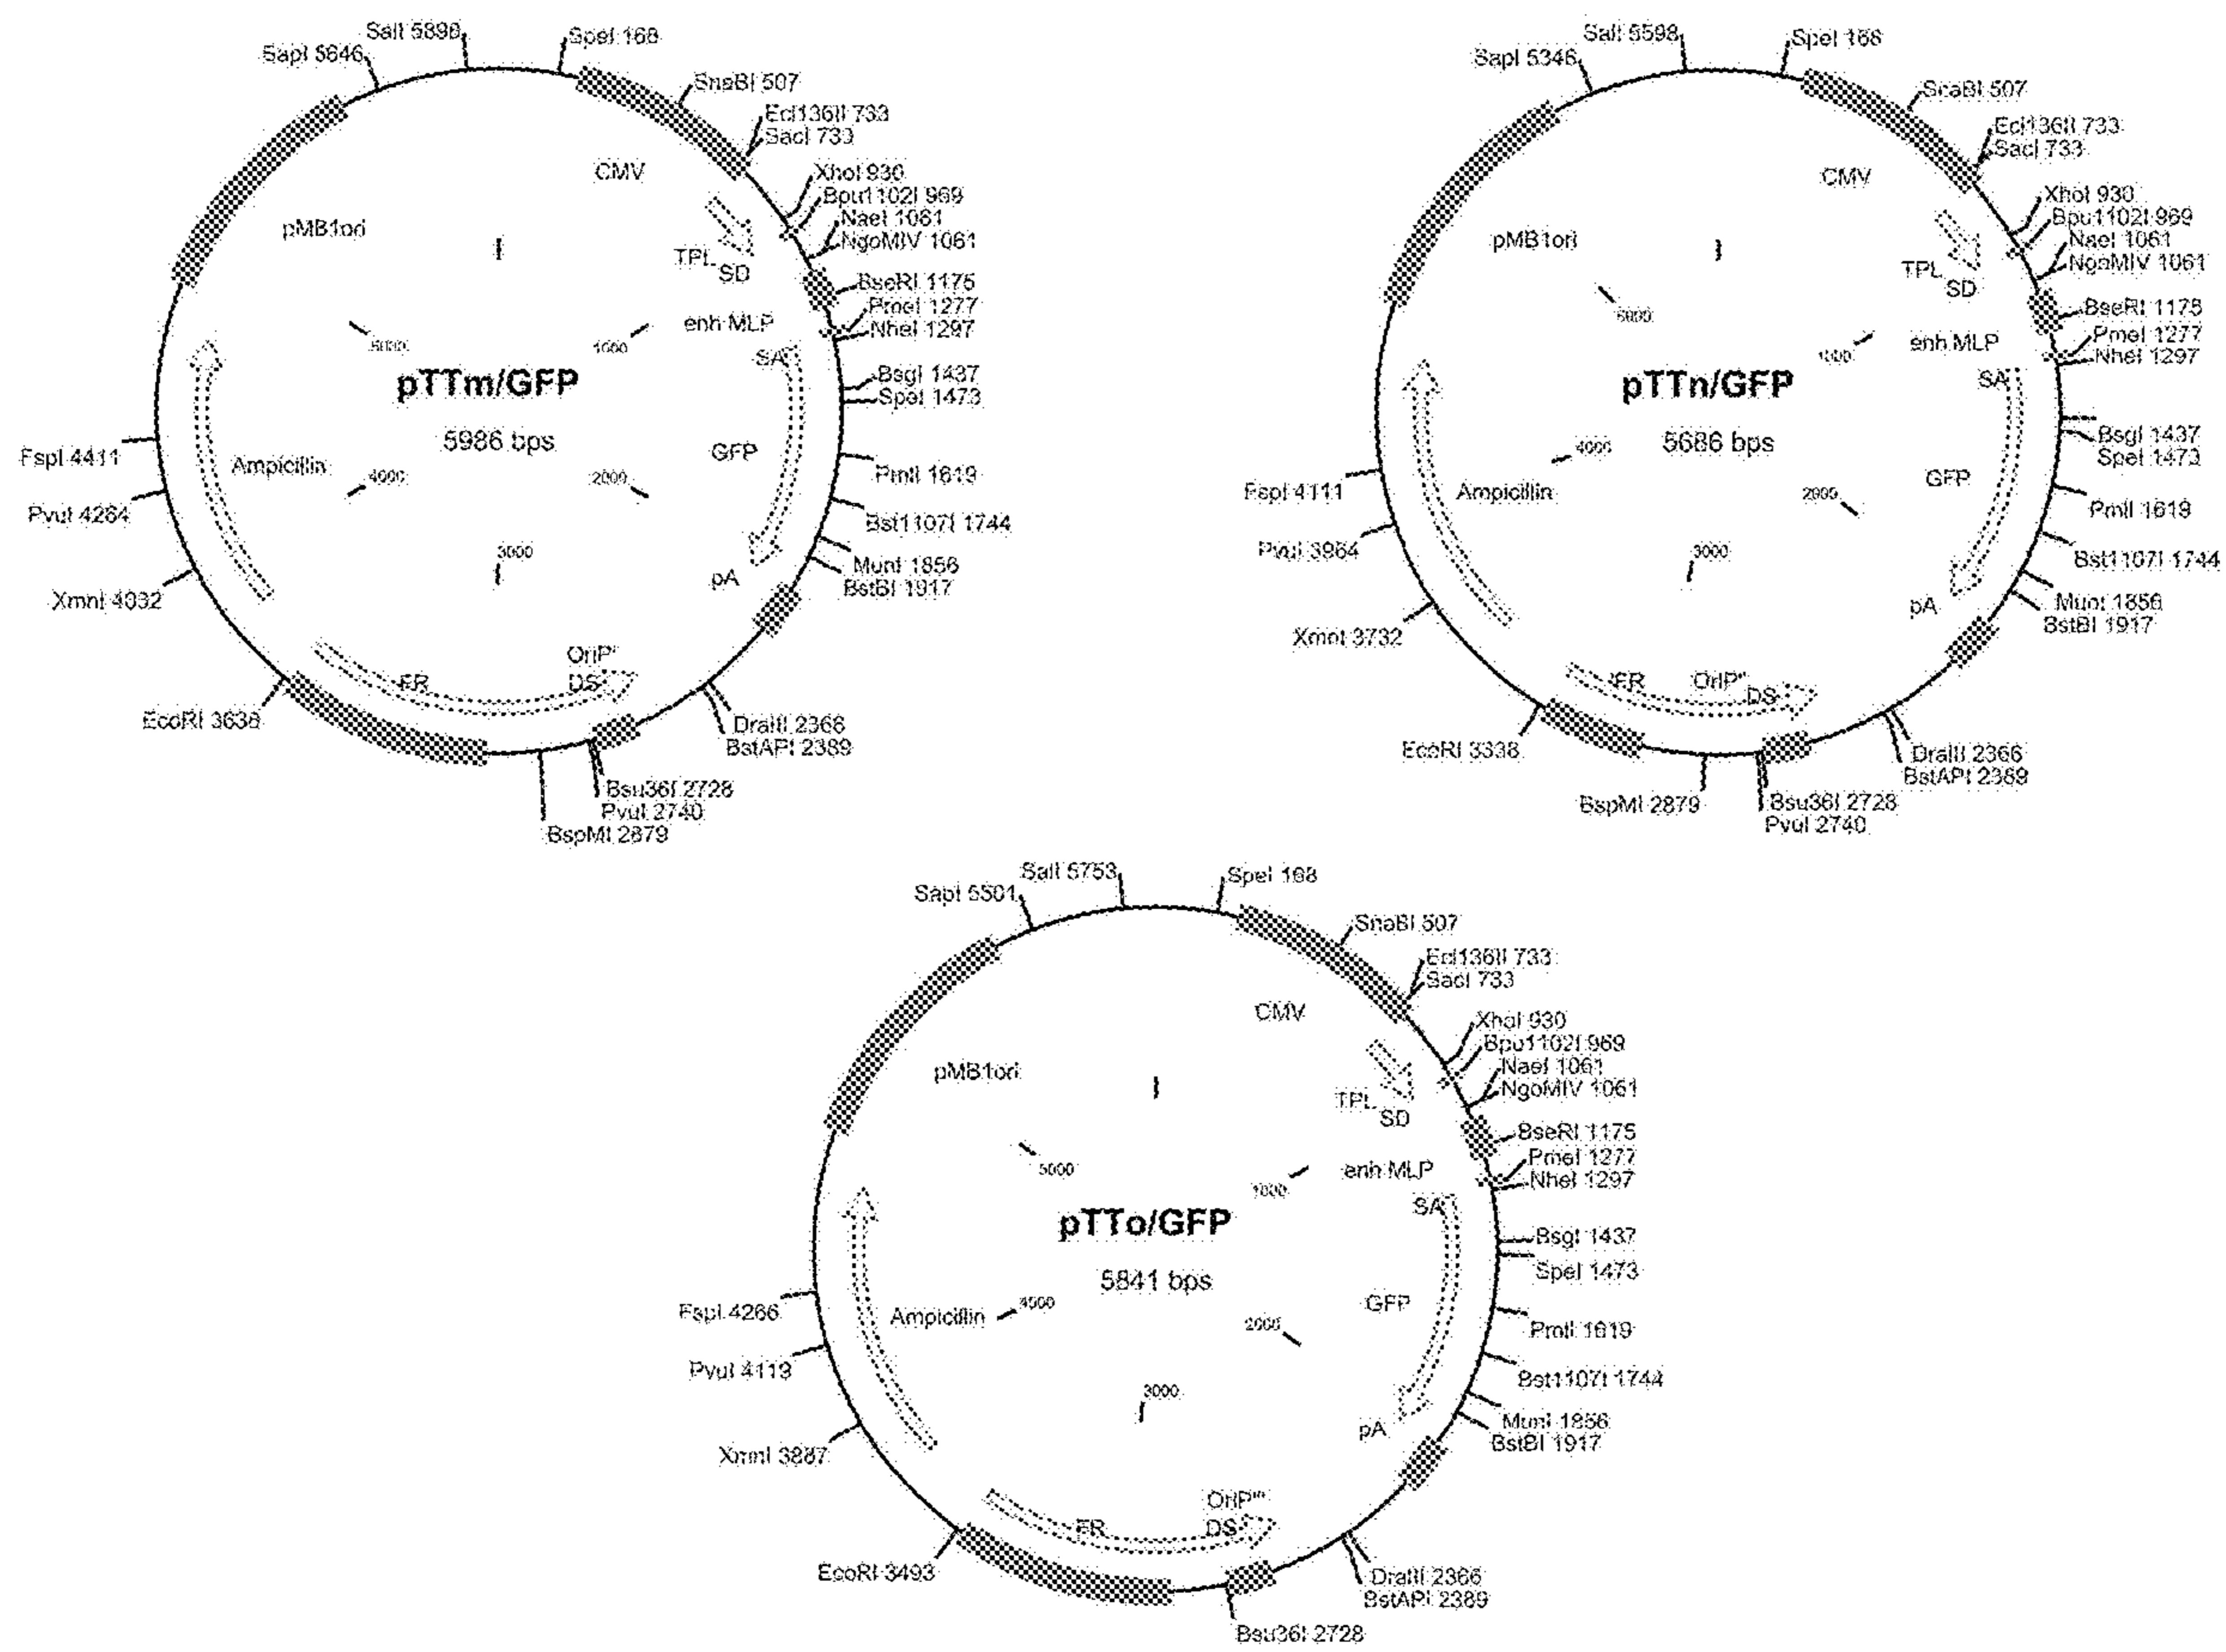 SalI 5898
SpeI 168
SapI 5646
SnaBI 507
Ecl136II 733
SacI 733
CMV
XhoI 930
Bpu1102I 969
NaeI 1061
NgoMIV 1061
pMB1ori
I
TPL
SD
BseRI 1175
PmeI 1277
NheI 1297
enh MLP
5000
1000
SA
pTTm/GFP
5986 bps
BsgI 1437
SpeI 1473
GFP
FspI 4411
Ampicillin
4000
2000
PmlI 1619
PvuI 4264
Bst1107I 1744
3000
MunI 1856
BstBI 1917
pA
XmnI 4032
OriP''
FR
DS
EcoRI 3638
DraIII 2366
BstAPI 2389
Bsu36I 2728
PvuI 2740
BspMI 2879
SalI 5598
SpeI 168
SapI 5346
ScaBI 507
Ecl136II 733
SacI 733
CMV
XhoI 930
Bpu1102I 969
NaeI 1061
NgoMIV 1061
pMB1ori
I
TPL
SD
BseRI 1175
PmeI 1277
NheI 1297
enh MLP
5000
1000
SA
pTTn/GFP
5686 bps
BsgI 1437
SpeI 1473
GFP
FspI 4111
Ampicillin
4000
2000
PmlI 1619
PvuI 3964
Bst1107I 1744
3000
MunI 1856
BstBI 1917
pA
XmnI 3732
FR
OriP''
DS
EcoRI 3338
DraIII 2366
BstAPI 2389
BspMI 2879
Bsu36I 2728
PvuI 2740
SalI 5753
SpeI 168
SapI 5501
SnaBI 507
Ecl136II 733
SacI 733
CMV
XhoI 930
Bpu1102I 969
NaeI 1061
NgoMIV 1061
pMB1ori
I
TPL
SD
BseRI 1175
PmeI 1277
NheI 1297
enh MLP
5000
1000
SA
pTTo/GFP
5841 bps
BsgI 1437
SpeI 1473
GFP
FspI 4266
Ampicillin
4000
2000
PmlI 1619
PvuI 4119
Bst1107I 1744
3000
MunI 1856
BstBI 1917
pA
XmnI 3887
OriP'''
FR
DS
EcoRI 3493
DraIII 2366
BstAPI 2389
Bsu36I 2728